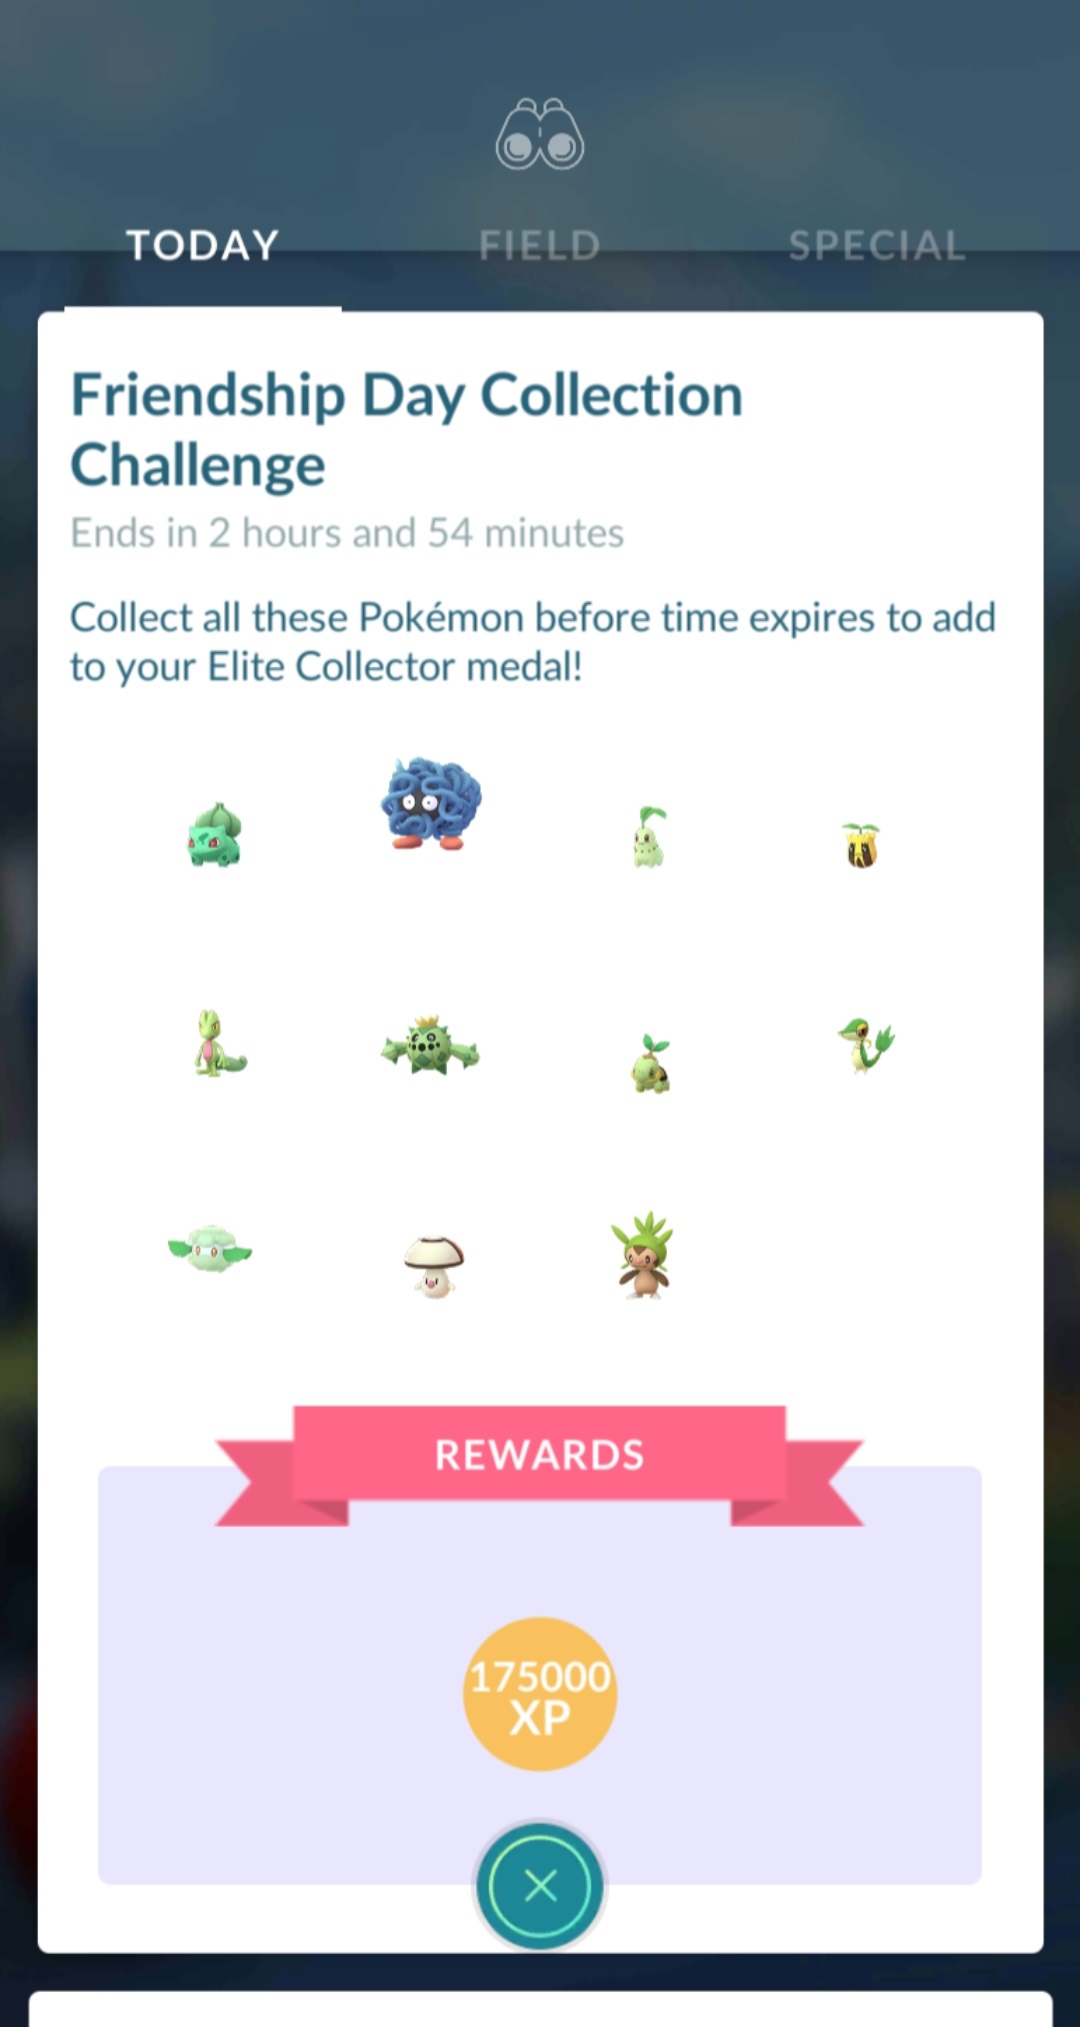 TODAY
FIELD
SPECIAL
Friendship Day Collection
Challenge
Ends in 2 hours and 54 minutes
Collect all these Pokémon before time expires to add
to your Elite Collector medal!
REWARDS
175000
XP